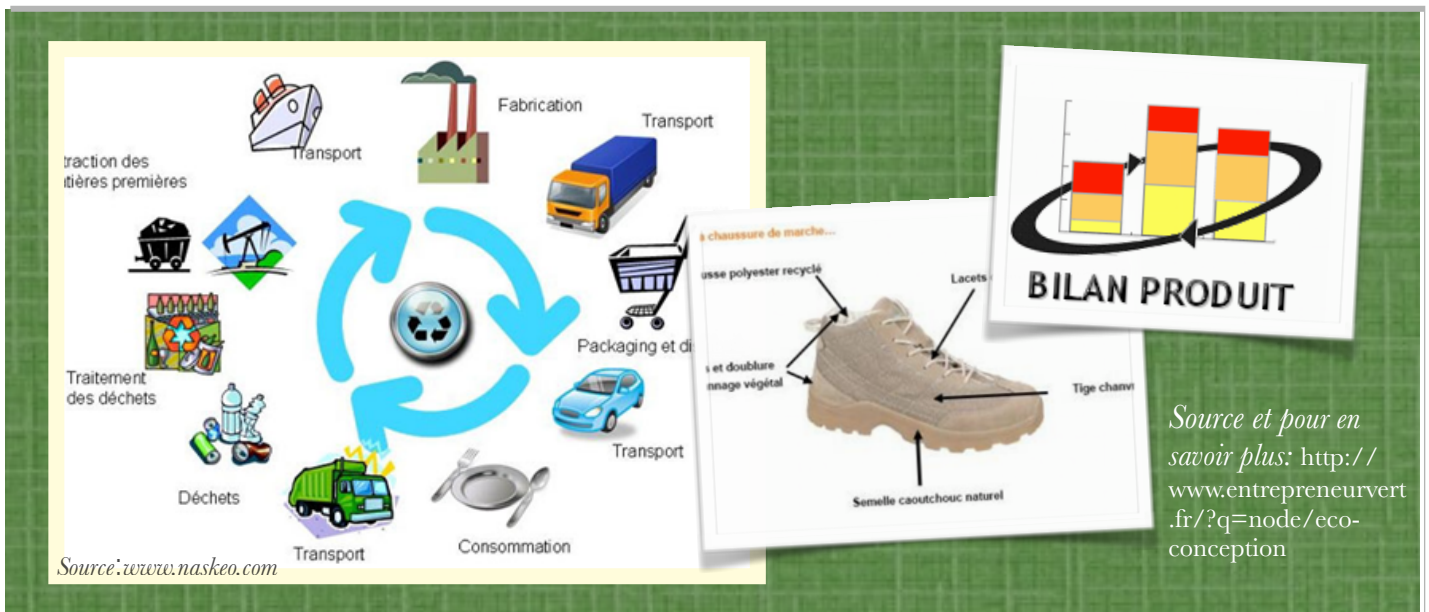 Fabrication
Transport
Transport
traction des
tières premières
Packaging et di
Traitement
des déchets
Transport
Déchets
Consommation
Transport
Source:www.naskeo.com
a chaussure de marche...
usse polyester recyclé
Lacets
s et doublure
nnage végétal
Tige chanv
Semelle caoutchouc naturel
BILAN PRODUIT
Source et pour en
savoir plus: http://
www.entrepreneurvert
.fr/?q=node/eco-
conception